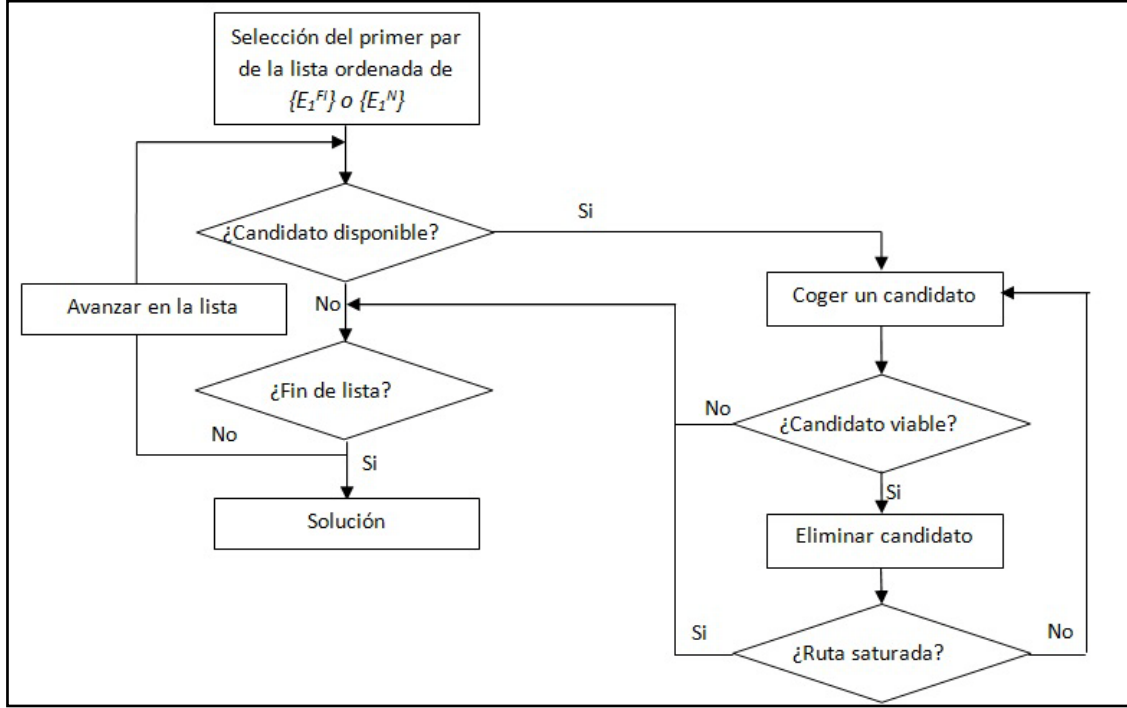 Selección del primer par
de la lista ordenada de
{E₁ᶠᴵ} o {E₁ᴺ}
¿Candidato disponible?
Si
Avanzar en la lista
No
Coger un candidato
¿Fin de lista?
No
¿Candidato viable?
No
Si
Si
Solución
Eliminar candidato
Si
¿Ruta saturada?
No